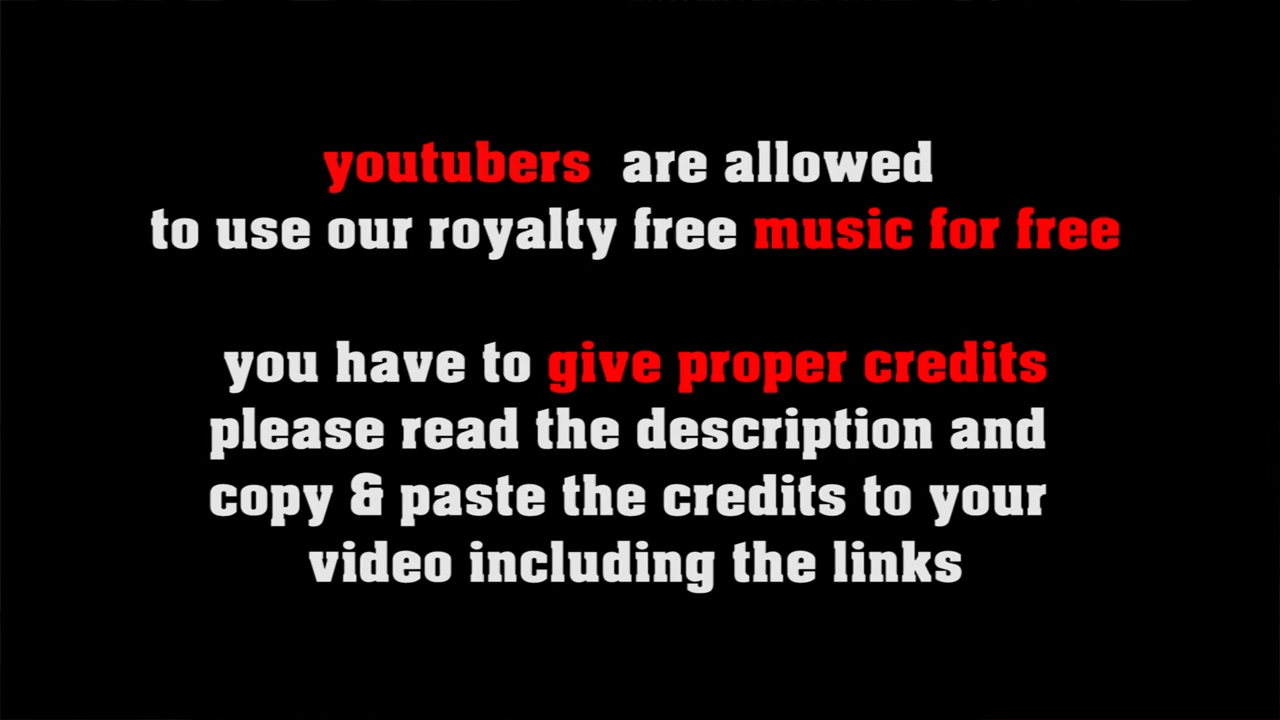 youtubers are allowed
to use our royalty free music for free
you have to give proper credits
please read the description and
copy & paste the credits to your
video including the links